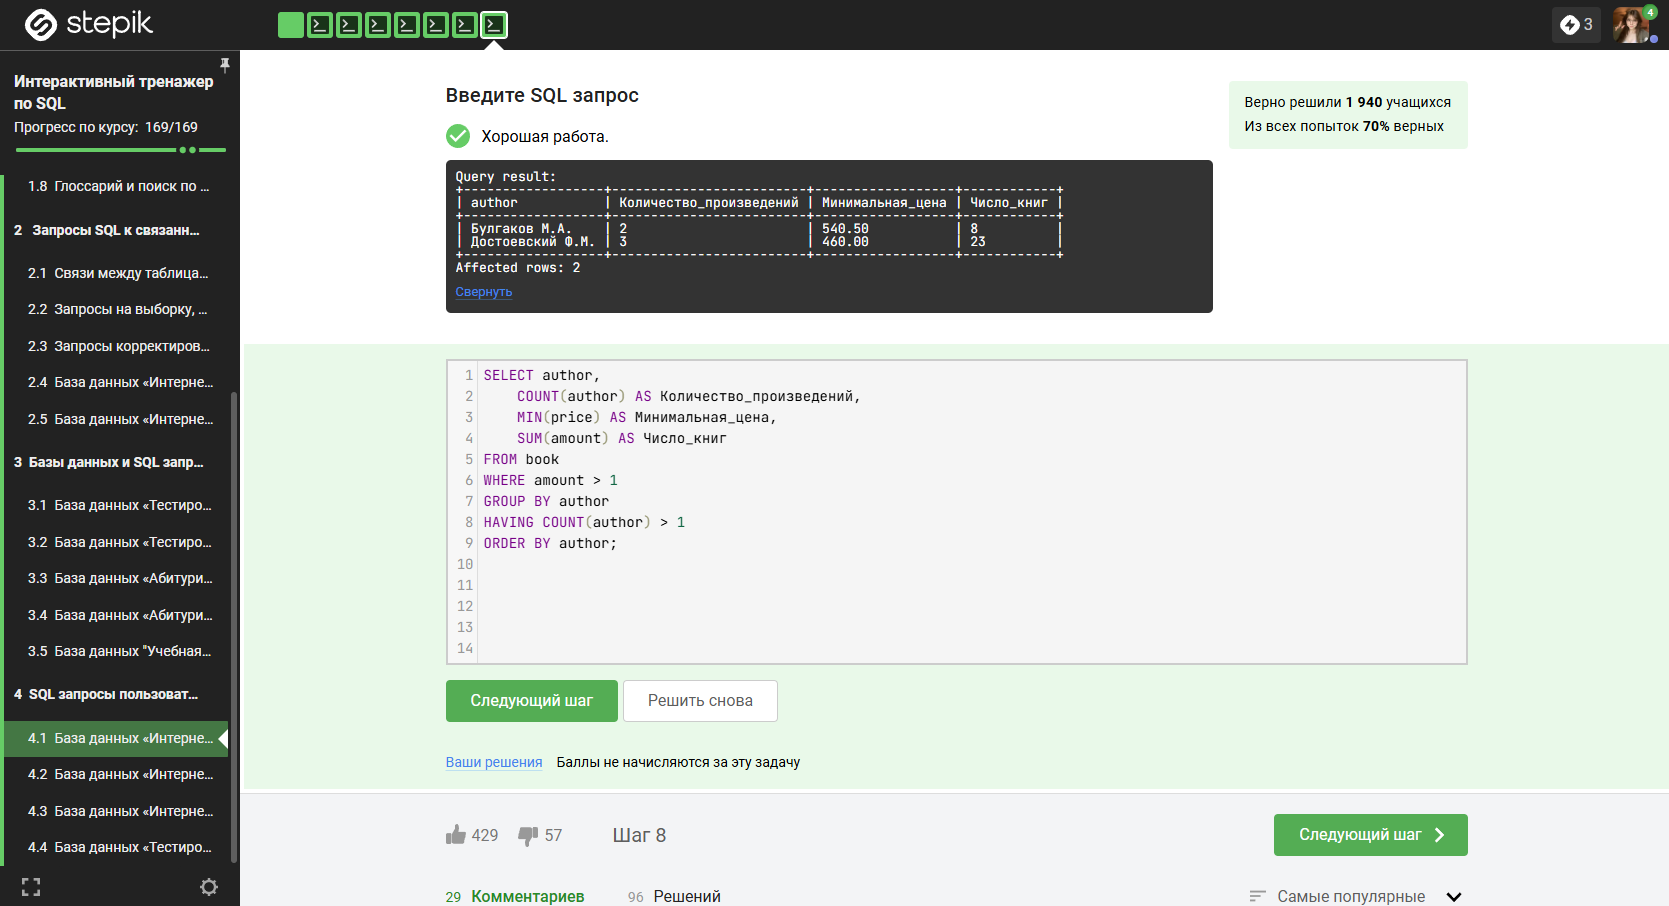 stepik
3
4
Интерактивный тренажер
по SQL
Прогресс по курсу: 169/169
1.8 Глоссарий и поиск по ...
2 Запросы SQL к связанн...
2.1 Связи между таблица...
2.2 Запросы на выборку, ...
2.3 Запросы корректиров...
2.4 База данных «Интерне...
2.5 База данных «Интерне...
3 Базы данных и SQL запр...
3.1 База данных «Тестиро...
3.2 База данных «Тестиро...
3.3 База данных «Абитури...
3.4 База данных «Абитури...
3.5 База данных "Учебная...
4 SQL запросы пользоват...
4.1 База данных «Интерне...
4.2 База данных «Интерне...
4.3 База данных «Интерне...
4.4 База данных «Тестиро...
Введите SQL запрос
Хорошая работа.
Верно решили 1 940 учащихся
Из всех попыток 70% верных
Query result:
+-----------------+-----------------------+-----------------+------------+
| author | Количество_произведений | Минимальная_цена | Число_книг |
+-----------------+-----------------------+-----------------+------------+
| Булгаков М.А. | 2 | 540.50 | 8 |
| Достоевский Ф.М. | 3 | 460.00 | 23 |
+-----------------+-----------------------+-----------------+------------+
Affected rows: 2
Свернуть
1 SELECT author,
2 COUNT(author) AS Количество_произведений,
3 MIN(price) AS Минимальная_цена,
4 SUM(amount) AS Число_книг
5 FROM book
6 WHERE amount > 1
7 GROUP BY author
8 HAVING COUNT(author) > 1
9 ORDER BY author;
10
11
12
13
14
Следующий шаг Решить снова
Ваши решения Баллы не начисляются за эту задачу
429 57 Шаг 8 Следующий шаг
29 Комментариев 96 Решений Самые популярные